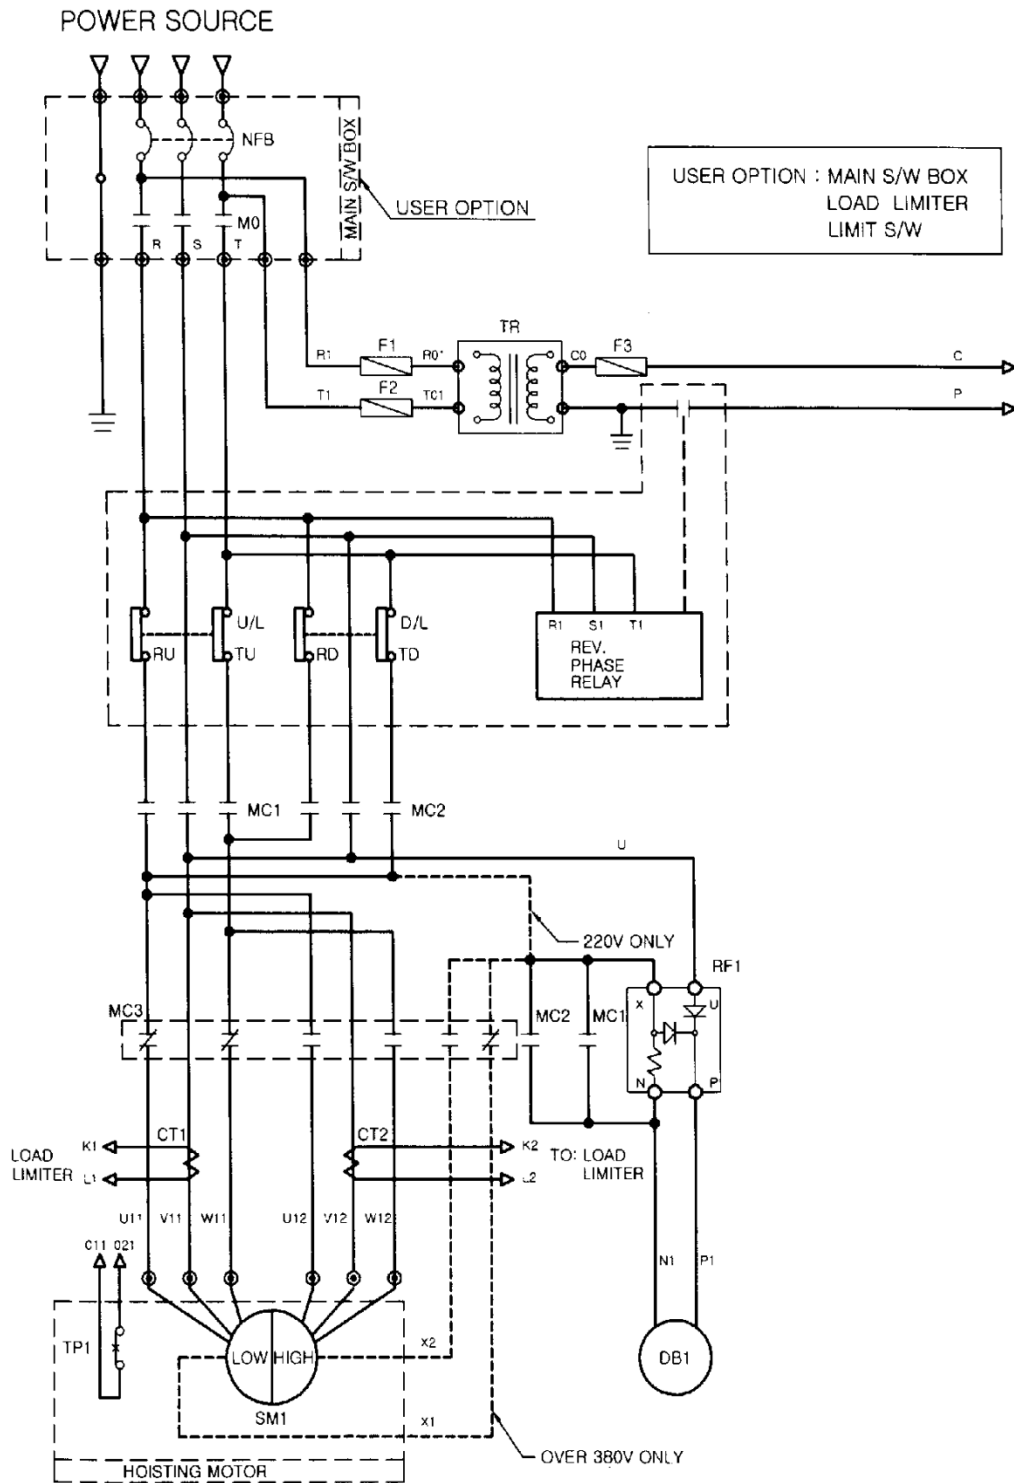 POWER SOURCE
NFB
MAIN S/W BOX
USER OPTION
M0
R S T
USER OPTION : MAIN S/W BOX
LOAD LIMITER
LIMIT S/W
TR
R1 F1 R01 C0 F3 C
T1 F2 TC1 P
U/L D/L
RU TU RD TD
R1 S1 T1
REV.
PHASE
RELAY
MC1 MC2
U
220V ONLY
RF1
X U
MC3 MC2 MC1
N P
K1 CT1 CT2 K2
LOAD
LIMITER
TO: LOAD
LIMITER
L1 L2
U11 V11 W11 U12 V12 W12
C11 021
N1 P1
TP1
LOW HIGH
X2
DB1
SM1
X1
OVER 380V ONLY
HOISTING MOTOR